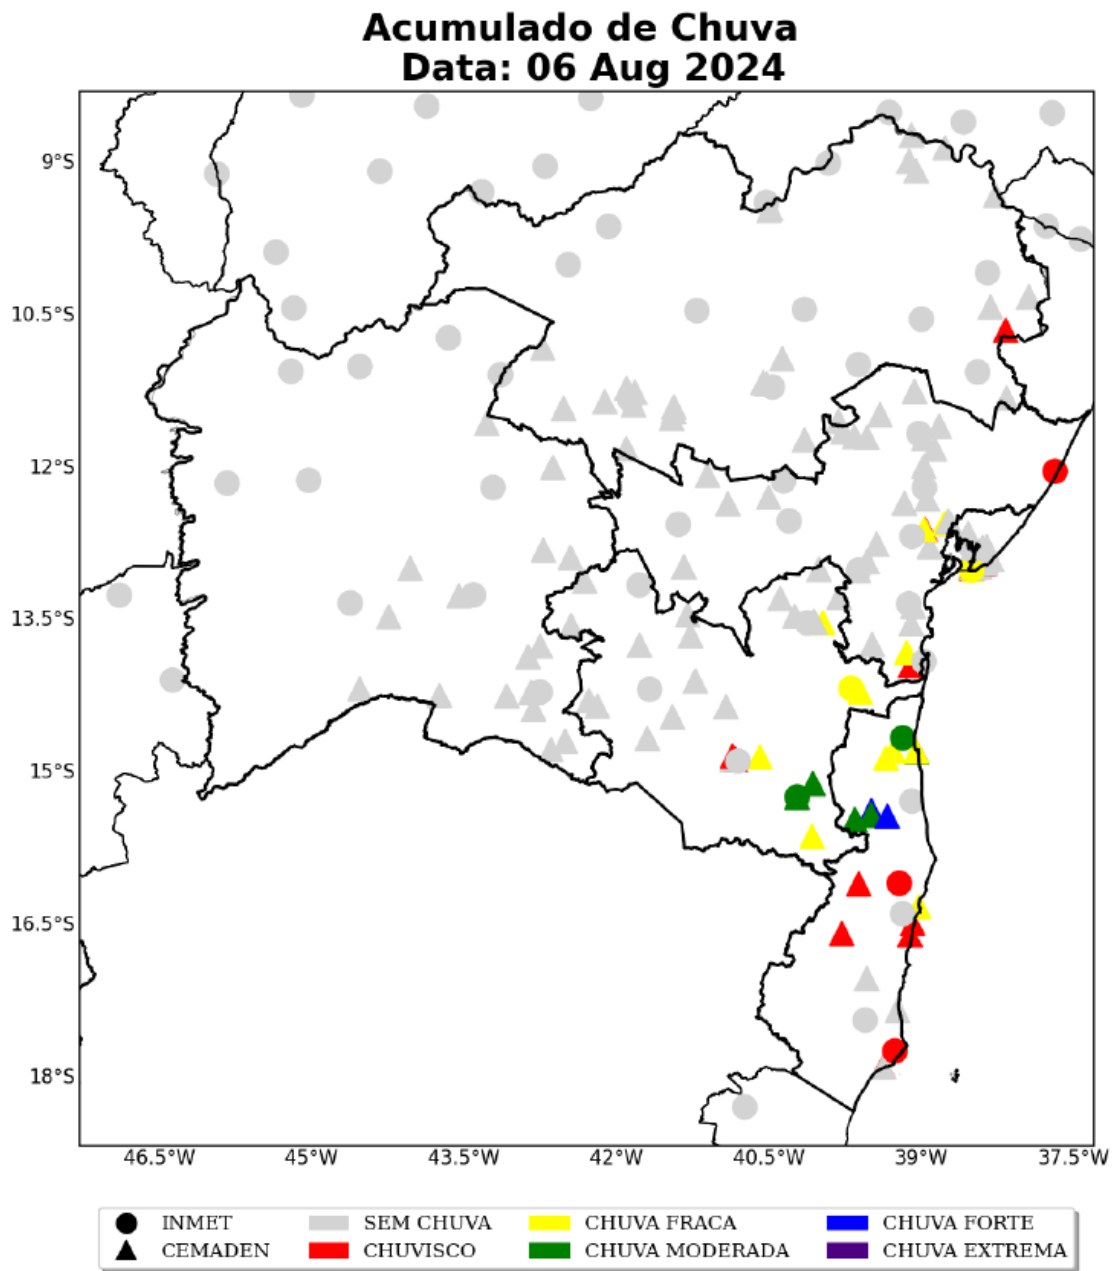 Acumulado de Chuva
Data: 06 Aug 2024
9°S
10.5°S
12°S
13.5°S
15°S
16.5°S
18°S
46.5°W 45°W 43.5°W 42°W 40.5°W 39°W 37.5°W
INMET SEM CHUVA CHUVA FRACA CHUVA FORTE
CEMADEN CHUVISCO CHUVA MODERADA CHUVA EXTREMA